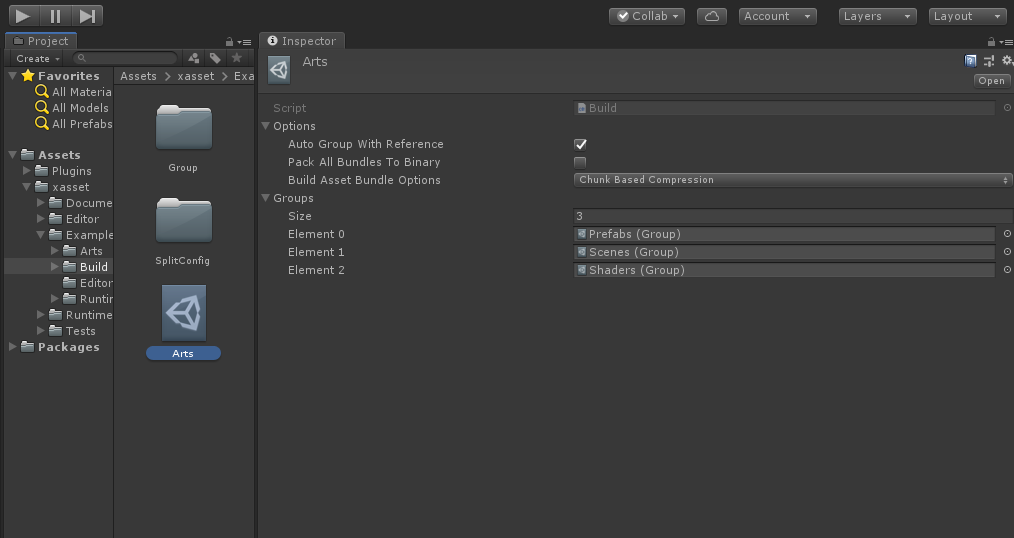 Collab
Account
Layers
Layout
Project
Create
Favorites
All Materia
All Models
All Prefabs
Assets
Plugins
xasset
Docume
Editor
Example
Arts
Build
Editor
Runtir
Runtime
Tests
Packages
Assets > xasset > Exa
Group
SplitConfig
Arts
Inspector
Arts
Open
Script Build
Options
Auto Group With Reference
Pack All Bundles To Binary
Build Asset Bundle Options Chunk Based Compression
Groups
Size 3
Element 0 Prefabs (Group)
Element 1 Scenes (Group)
Element 2 Shaders (Group)